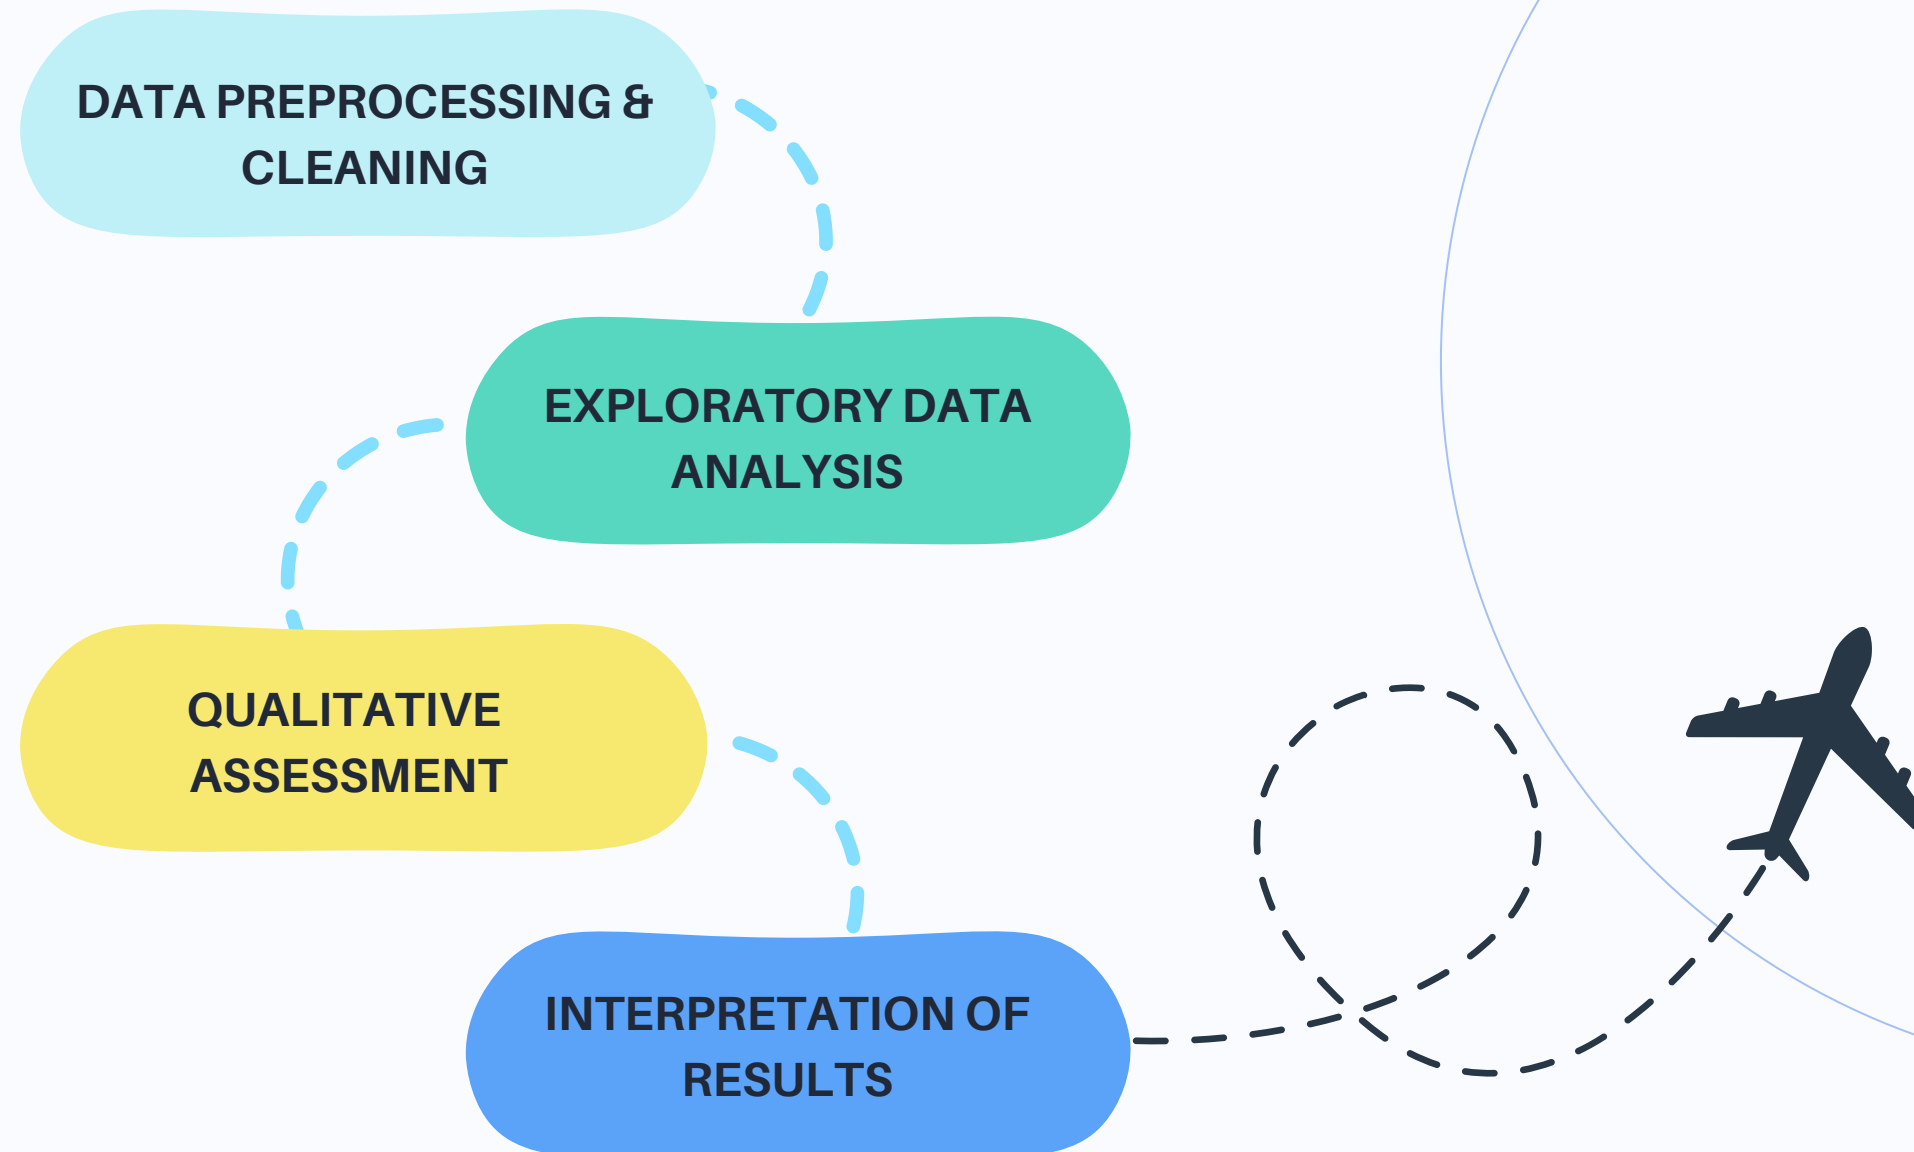 DATA PREPROCESSING &
CLEANING
EXPLORATORY DATA
ANALYSIS
QUALITATIVE
ASSESSMENT
INTERPRETATION OF
RESULTS